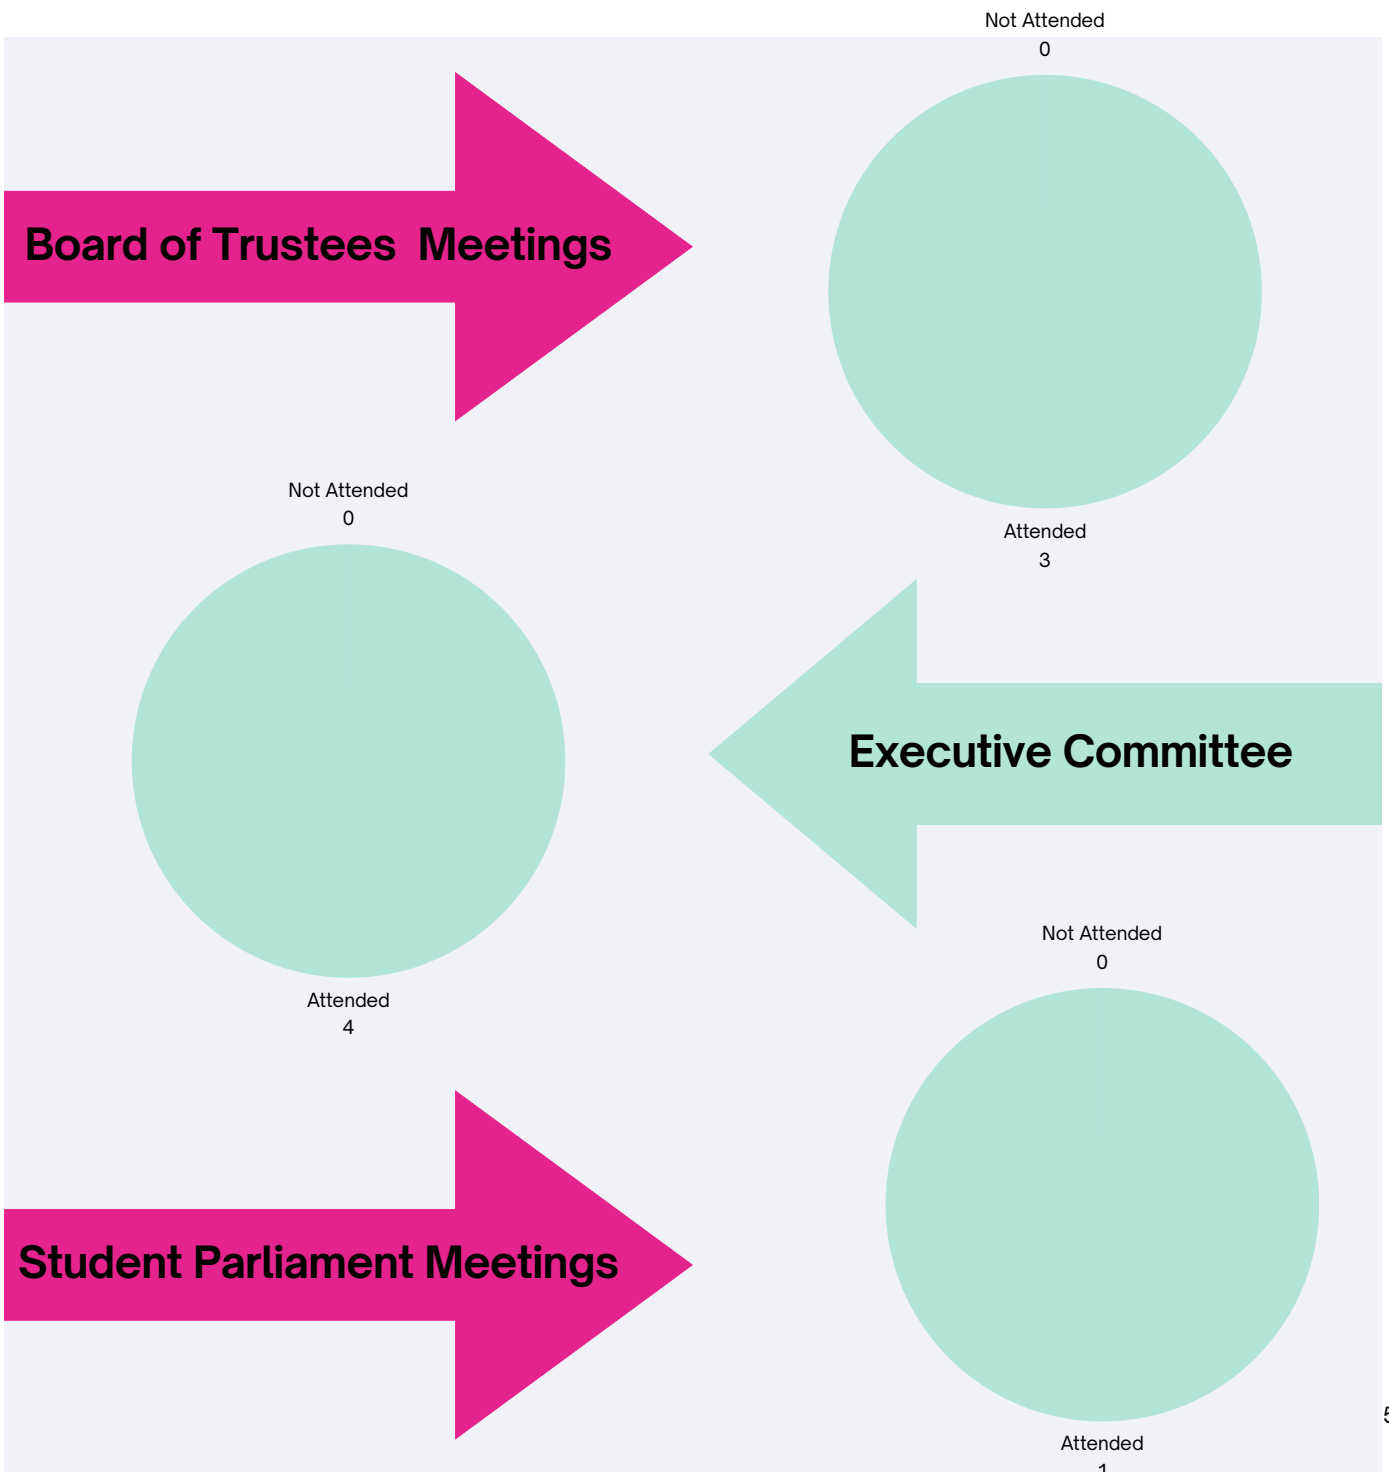 Not Attended
0
Board of Trustees  Meetings
Attended
3
Not Attended
0
Executive Committee
Attended
4
Not Attended
0
Student Parliament Meetings
Attended
1